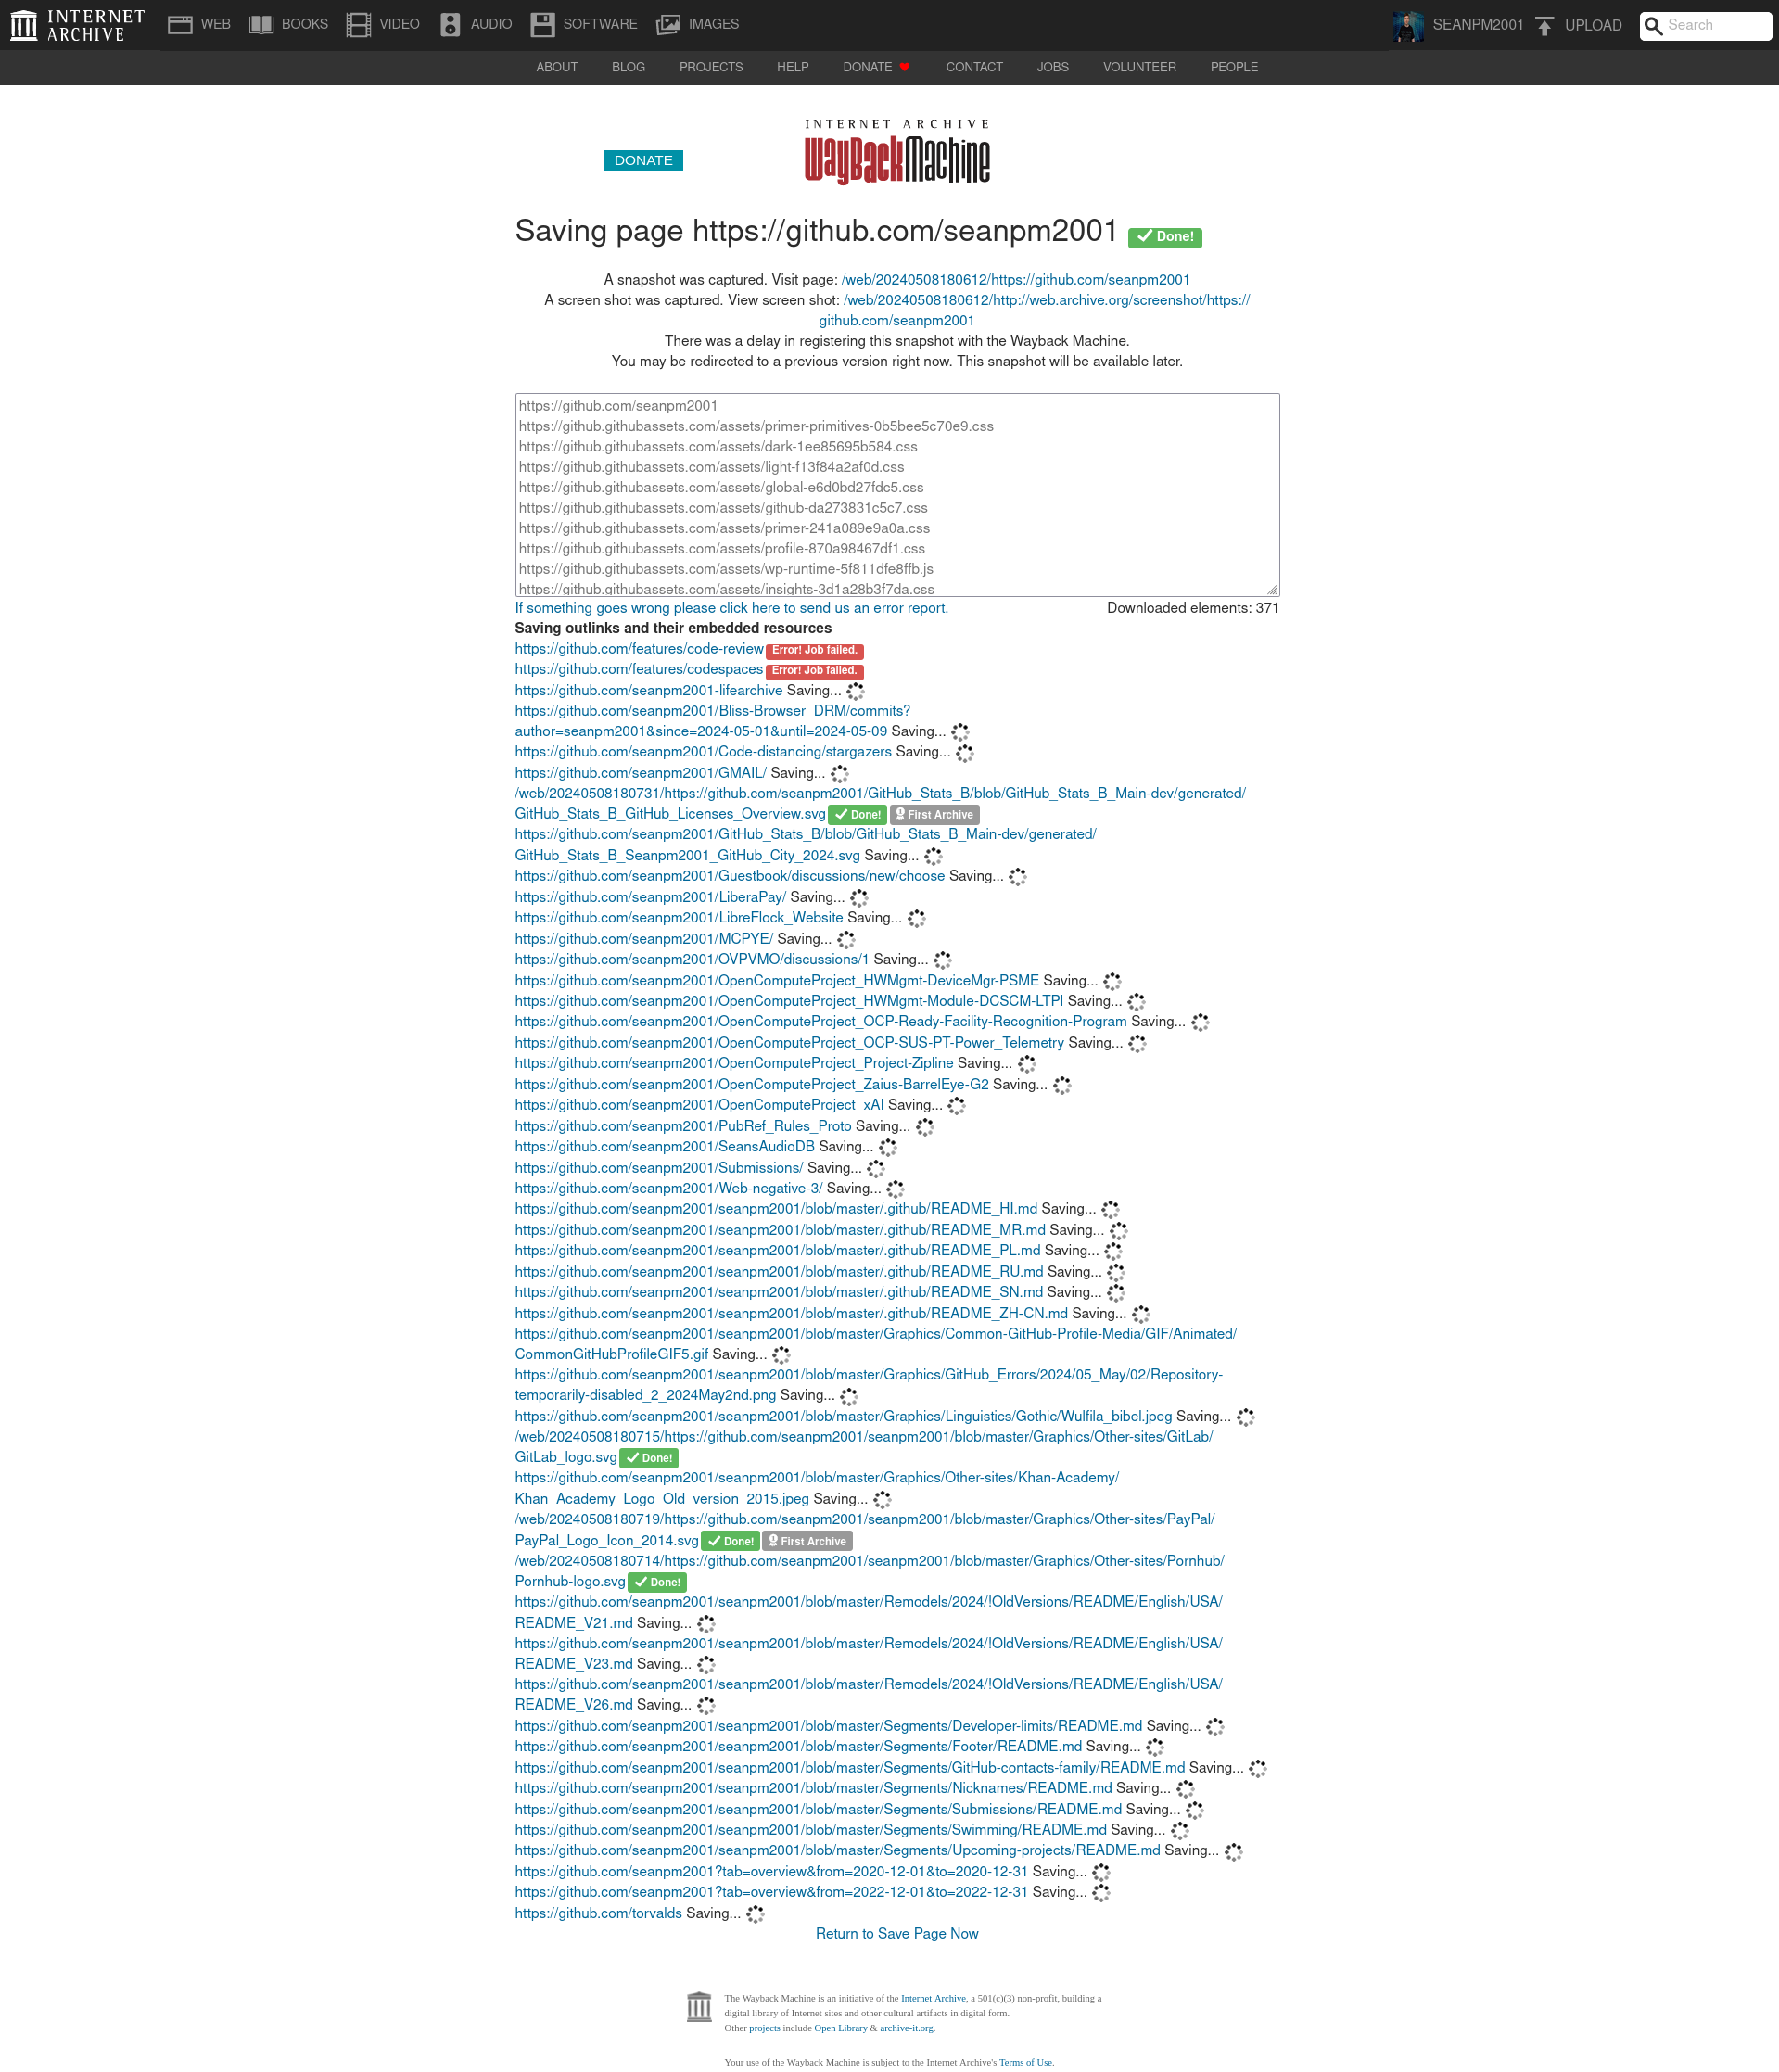 INTERNET ARCHIVE WEB BOOKS VIDEO AUDIO SOFTWARE IMAGES SEANPM2001 UPLOAD Search
ABOUT BLOG PROJECTS HELP DONATE CONTACT JOBS VOLUNTEER PEOPLE
INTERNET ARCHIVE
DONATE WayBackMachine
Saving page https://github.com/seanpm2001 Done!
A snapshot was captured. Visit page: /web/20240508180612/https://github.com/seanpm2001
A screen shot was captured. View screen shot: /web/20240508180612/http://web.archive.org/screenshot/https://
github.com/seanpm2001
There was a delay in registering this snapshot with the Wayback Machine.
You may be redirected to a previous version right now. This snapshot will be available later.
https://github.com/seanpm2001
https://github.githubassets.com/assets/primer-primitives-0b5bee5c70e9.css
https://github.githubassets.com/assets/dark-1ee85695b584.css
https://github.githubassets.com/assets/light-f13f84a2af0d.css
https://github.githubassets.com/assets/global-e6d0bd27fdc5.css
https://github.githubassets.com/assets/github-da273831c5c7.css
https://github.githubassets.com/assets/primer-241a089e9a0a.css
https://github.githubassets.com/assets/profile-870a98467df1.css
https://github.githubassets.com/assets/wp-runtime-5f811dfe8ffb.js
https://github.githubassets.com/assets/insights-3d1a28b3f7da.css
If something goes wrong please click here to send us an error report. Downloaded elements: 371
Saving outlinks and their embedded resources
https://github.com/features/code-review Error! Job failed.
https://github.com/features/codespaces Error! Job failed.
https://github.com/seanpm2001-lifearchive Saving...
https://github.com/seanpm2001/Bliss-Browser_DRM/commits?
author=seanpm2001&since=2024-05-01&until=2024-05-09 Saving...
https://github.com/seanpm2001/Code-distancing/stargazers Saving...
https://github.com/seanpm2001/GMAIL/ Saving...
/web/20240508180731/https://github.com/seanpm2001/GitHub_Stats_B/blob/GitHub_Stats_B_Main-dev/generated/
GitHub_Stats_B_GitHub_Licenses_Overview.svg Done! First Archive
https://github.com/seanpm2001/GitHub_Stats_B/blob/GitHub_Stats_B_Main-dev/generated/
GitHub_Stats_B_Seanpm2001_GitHub_City_2024.svg Saving...
https://github.com/seanpm2001/Guestbook/discussions/new/choose Saving...
https://github.com/seanpm2001/LiberaPay/ Saving...
https://github.com/seanpm2001/LibreFlock_Website Saving...
https://github.com/seanpm2001/MCPYE/ Saving...
https://github.com/seanpm2001/OVPVMO/discussions/1 Saving...
https://github.com/seanpm2001/OpenComputeProject_HWMgmt-DeviceMgr-PSME Saving...
https://github.com/seanpm2001/OpenComputeProject_HWMgmt-Module-DCSCM-LTPI Saving...
https://github.com/seanpm2001/OpenComputeProject_OCP-Ready-Facility-Recognition-Program Saving...
https://github.com/seanpm2001/OpenComputeProject_OCP-SUS-PT-Power_Telemetry Saving...
https://github.com/seanpm2001/OpenComputeProject_Project-Zipline Saving...
https://github.com/seanpm2001/OpenComputeProject_Zaius-BarrelEye-G2 Saving...
https://github.com/seanpm2001/OpenComputeProject_xAI Saving...
https://github.com/seanpm2001/PubRef_Rules_Proto Saving...
https://github.com/seanpm2001/SeansAudioDB Saving...
https://github.com/seanpm2001/Submissions/ Saving...
https://github.com/seanpm2001/Web-negative-3/ Saving...
https://github.com/seanpm2001/seanpm2001/blob/master/.github/README_HI.md Saving...
https://github.com/seanpm2001/seanpm2001/blob/master/.github/README_MR.md Saving...
https://github.com/seanpm2001/seanpm2001/blob/master/.github/README_PL.md Saving...
https://github.com/seanpm2001/seanpm2001/blob/master/.github/README_RU.md Saving...
https://github.com/seanpm2001/seanpm2001/blob/master/.github/README_SN.md Saving...
https://github.com/seanpm2001/seanpm2001/blob/master/.github/README_ZH-CN.md Saving...
https://github.com/seanpm2001/seanpm2001/blob/master/Graphics/Common-GitHub-Profile-Media/GIF/Animated/
CommonGitHubProfileGIF5.gif Saving...
https://github.com/seanpm2001/seanpm2001/blob/master/Graphics/GitHub_Errors/2024/05_May/02/Repository-
temporarily-disabled_2_2024May2nd.png Saving...
https://github.com/seanpm2001/seanpm2001/blob/master/Graphics/Linguistics/Gothic/Wulfila_bibel.jpeg Saving...
/web/20240508180715/https://github.com/seanpm2001/seanpm2001/blob/master/Graphics/Other-sites/GitLab/
GitLab_logo.svg Done!
https://github.com/seanpm2001/seanpm2001/blob/master/Graphics/Other-sites/Khan-Academy/
Khan_Academy_Logo_Old_version_2015.jpeg Saving...
/web/20240508180719/https://github.com/seanpm2001/seanpm2001/blob/master/Graphics/Other-sites/PayPal/
PayPal_Logo_Icon_2014.svg Done! First Archive
/web/20240508180714/https://github.com/seanpm2001/seanpm2001/blob/master/Graphics/Other-sites/Pornhub/
Pornhub-logo.svg Done!
https://github.com/seanpm2001/seanpm2001/blob/master/Remodels/2024/!OldVersions/README/English/USA/
README_V21.md Saving...
https://github.com/seanpm2001/seanpm2001/blob/master/Remodels/2024/!OldVersions/README/English/USA/
README_V23.md Saving...
https://github.com/seanpm2001/seanpm2001/blob/master/Remodels/2024/!OldVersions/README/English/USA/
README_V26.md Saving...
https://github.com/seanpm2001/seanpm2001/blob/master/Segments/Developer-limits/README.md Saving...
https://github.com/seanpm2001/seanpm2001/blob/master/Segments/Footer/README.md Saving...
https://github.com/seanpm2001/seanpm2001/blob/master/Segments/GitHub-contacts-family/README.md Saving...
https://github.com/seanpm2001/seanpm2001/blob/master/Segments/Nicknames/README.md Saving...
https://github.com/seanpm2001/seanpm2001/blob/master/Segments/Submissions/README.md Saving...
https://github.com/seanpm2001/seanpm2001/blob/master/Segments/Swimming/README.md Saving...
https://github.com/seanpm2001/seanpm2001/blob/master/Segments/Upcoming-projects/README.md Saving...
https://github.com/seanpm2001?tab=overview&from=2020-12-01&to=2020-12-31 Saving...
https://github.com/seanpm2001?tab=overview&from=2022-12-01&to=2022-12-31 Saving...
https://github.com/torvalds Saving...
Return to Save Page Now
The Wayback Machine is an initiative of the Internet Archive, a 501(c)(3) non-profit, building a
digital library of Internet sites and other cultural artifacts in digital form.
Other projects include Open Library & archive-it.org.
Your use of the Wayback Machine is subject to the Internet Archive's Terms of Use.